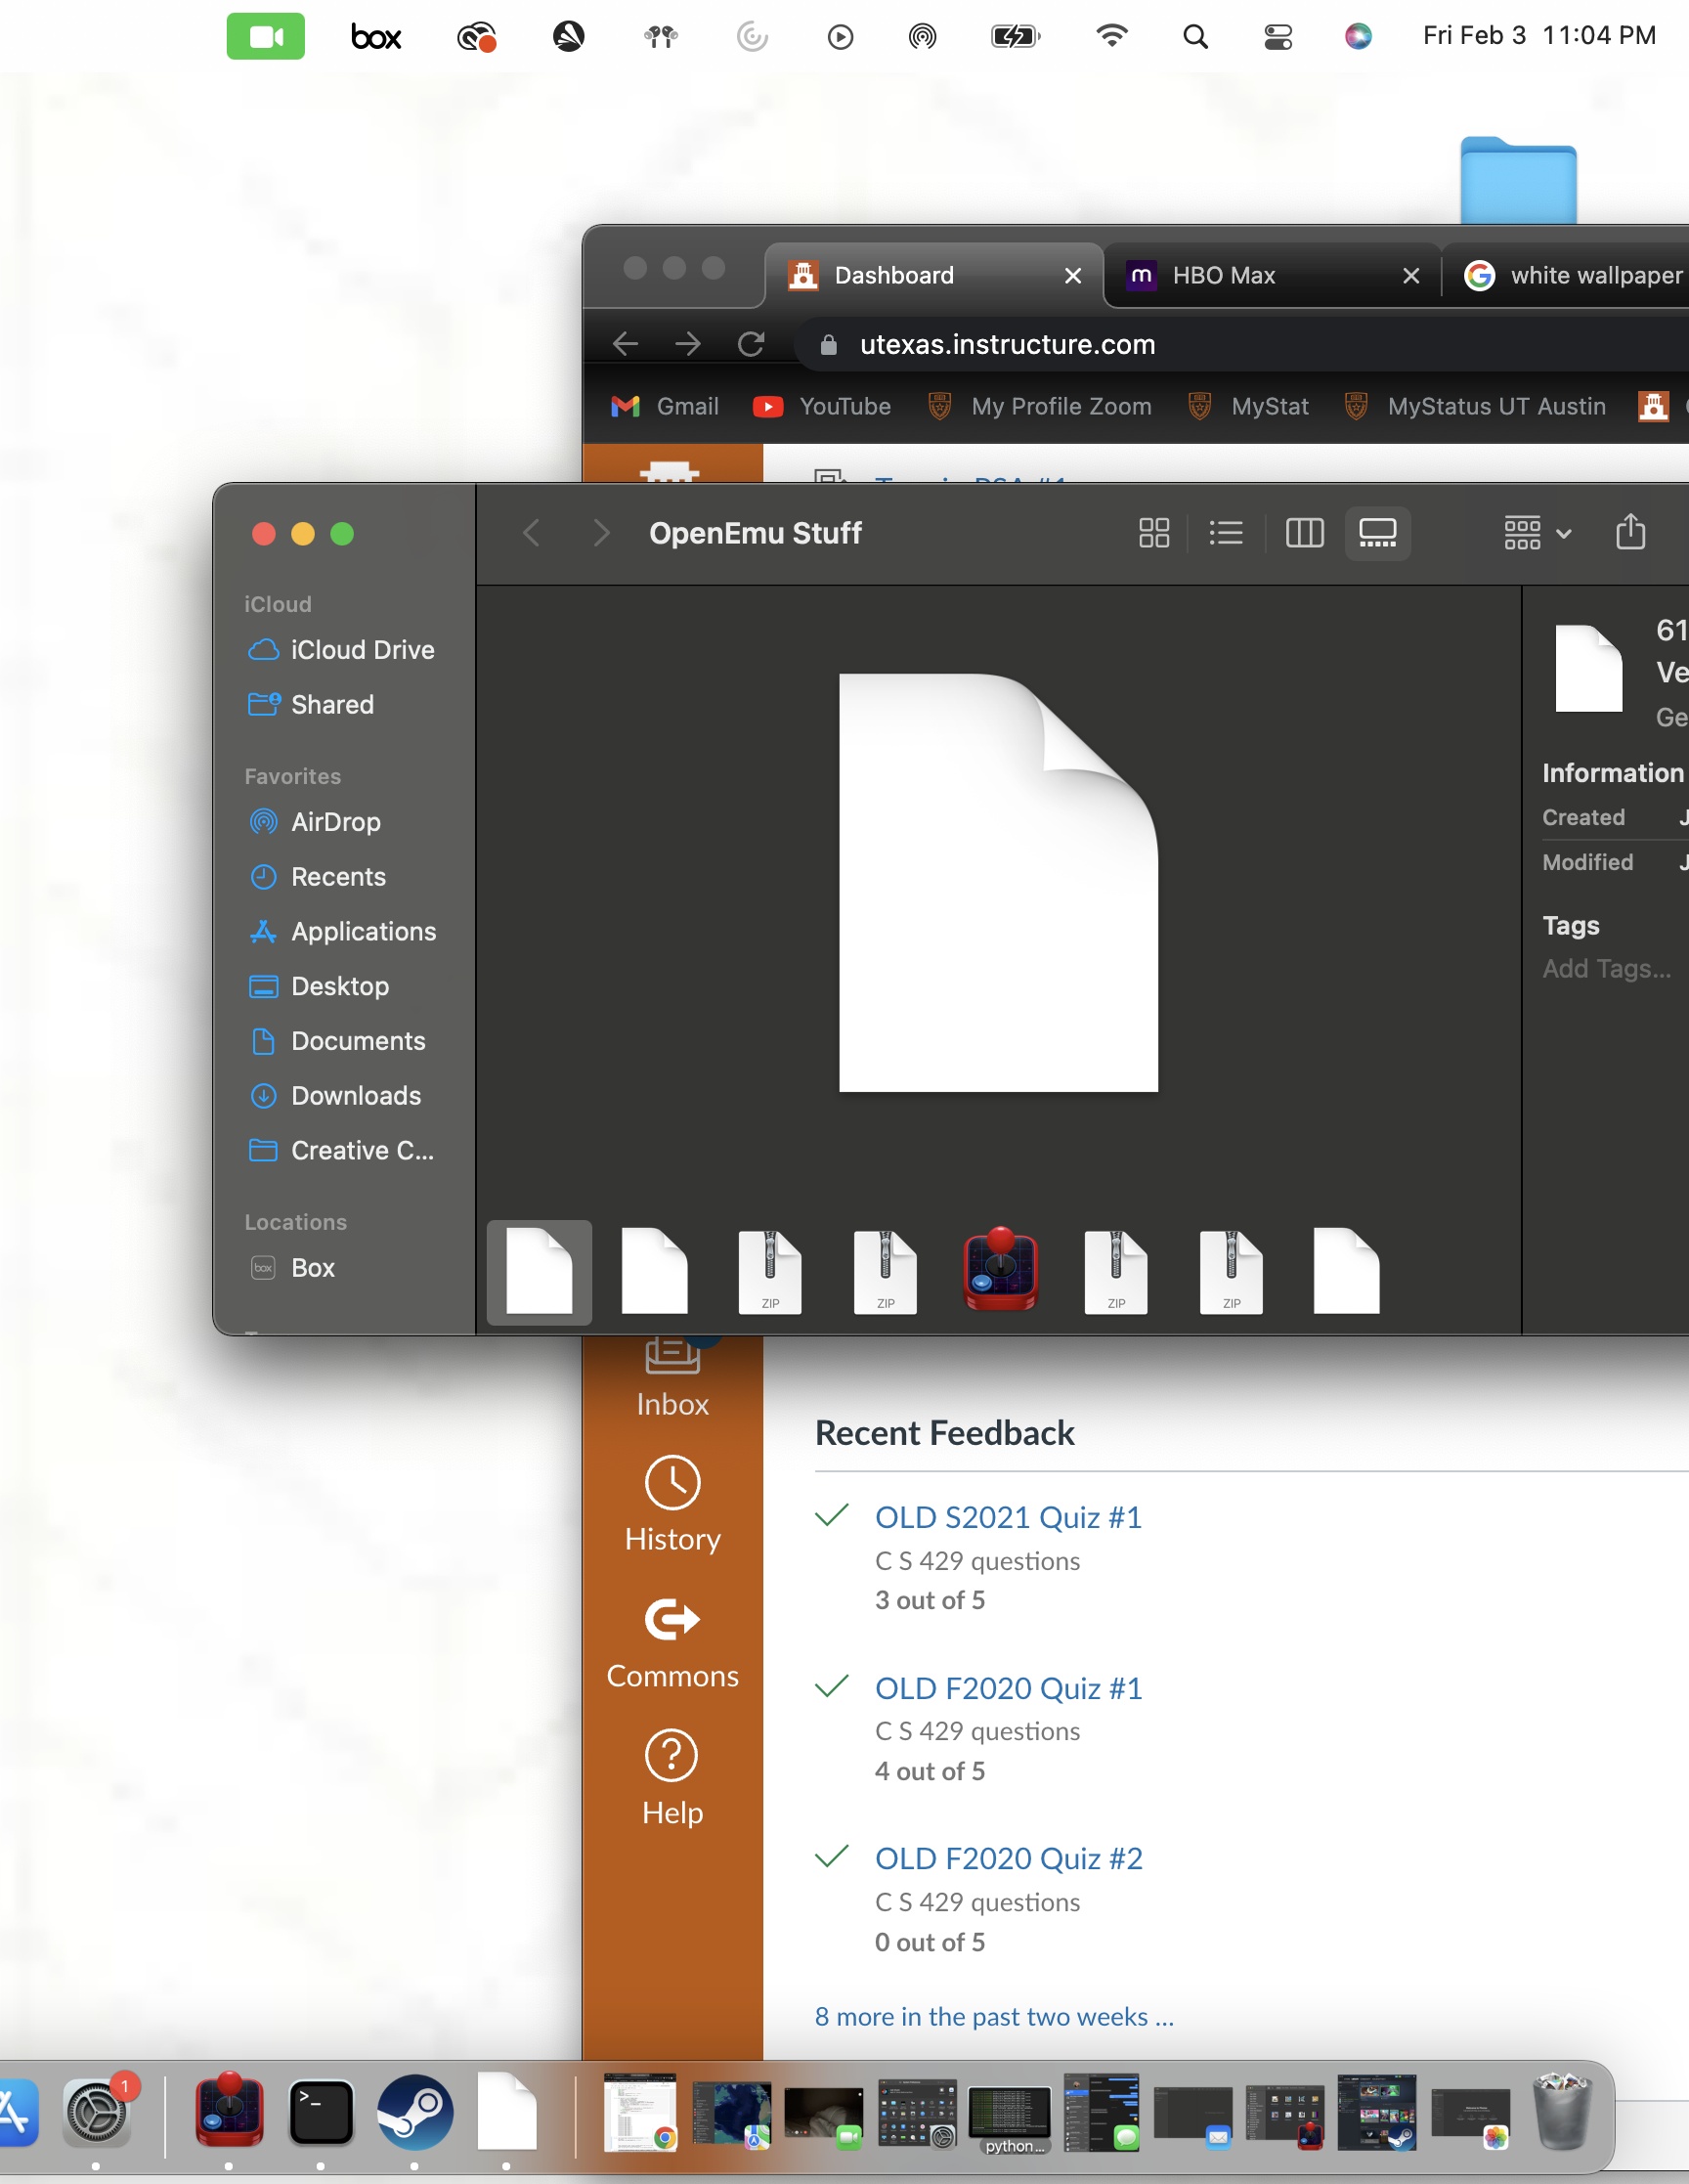 box
Fri Feb 3 11:04 PM
Dashboard
HBO Max
white wallpaper
utexas.instructure.com
Gmail
YouTube
My Profile Zoom
MyStat
MyStatus UT Austin
OpenEmu Stuff
iCloud
iCloud Drive
Shared
Favorites
AirDrop
Recents
Applications
Desktop
Documents
Downloads
Creative C...
Locations
box
Box
61
Ve
Ge
Information
Created J
Modified J
Tags
Add Tags...
ZIP
ZIP
ZIP
ZIP
Inbox
History
Commons
Help
Recent Feedback
OLD S2021 Quiz #1
C S 429 questions
3 out of 5
OLD F2020 Quiz #1
C S 429 questions
4 out of 5
OLD F2020 Quiz #2
C S 429 questions
0 out of 5
8 more in the past two weeks ...
1
>_
python...